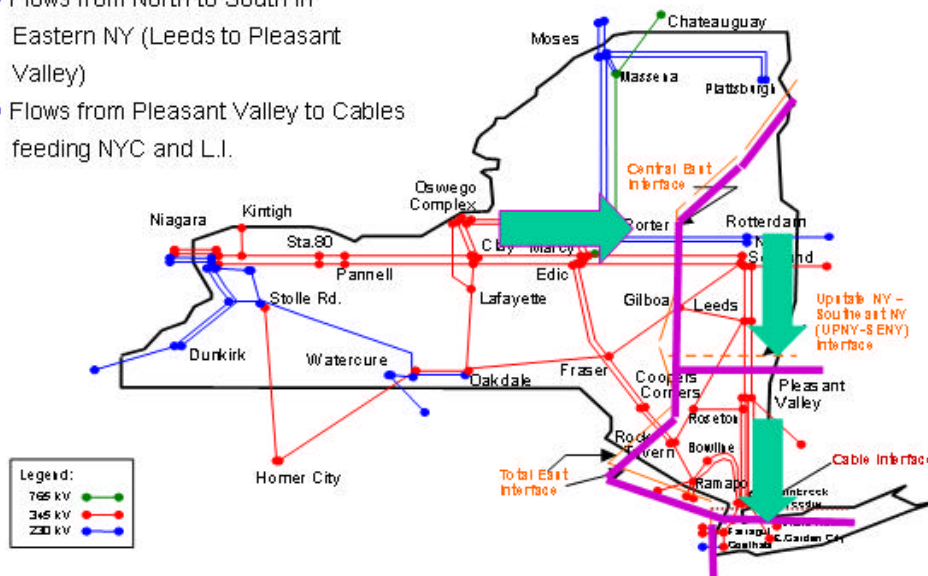 Flows from North to South in
Eastern NY (Leeds to Pleasant
Valley)
Flows from Pleasant Valley to Cables
feeding NYC and L.I.
Chateauguay
Moses
Massena
Plattsburgh
Central East
Interface
Oswego
Complex
Niagara
Kintigh
Sta.80
Pannell
Clay
Marcy
Edic
Porter
Rotterdam
Stolle Rd.
Lafayette
Gilboa
Leeds
Upstate NY –
Southeast NY
(UPNY-SENY)
Interface
Dunkirk
Watercure
Oakdale
Fraser
Coopers
Corners
Pleasant
Valley
Roseton
Rock
Tavern
Bowline
Cable Interface
Total East
Interface
Ramapo
Homer City
Farragut
Goethals
E.Garden City
Legend:
765 kV
345 kV
230 kV